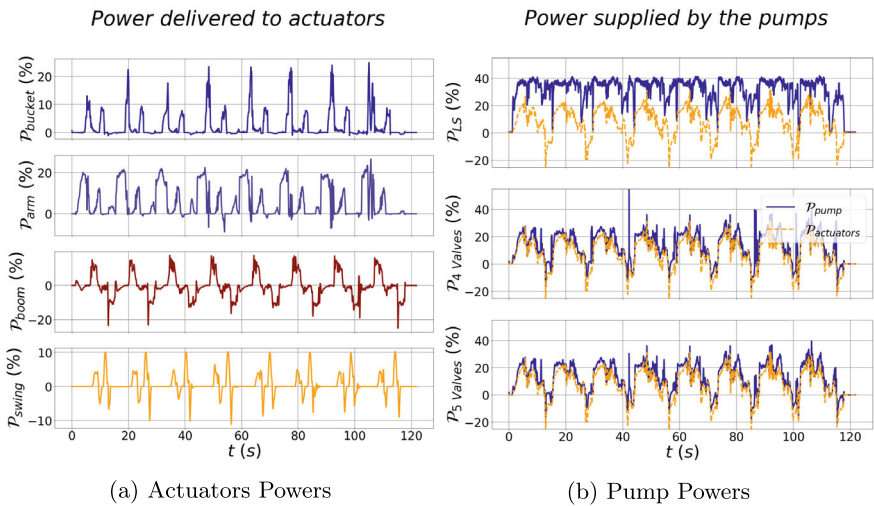 Power delivered to actuators
20
10
0
P_bucket (%)
20
0
P_arm (%)
0
−20
P_boom (%)
10
0
−10
P_swing (%)
0 20 40 60 80 100 120
t (s)
(a) Actuators Powers
Power supplied by the pumps
40
20
0
−20
P_LS (%)
40
20
0
−20
P_4 Valves (%)
P_pump
P_actuators
40
20
0
−20
P_5 Valves (%)
0 20 40 60 80 100 120
t (s)
(b) Pump Powers